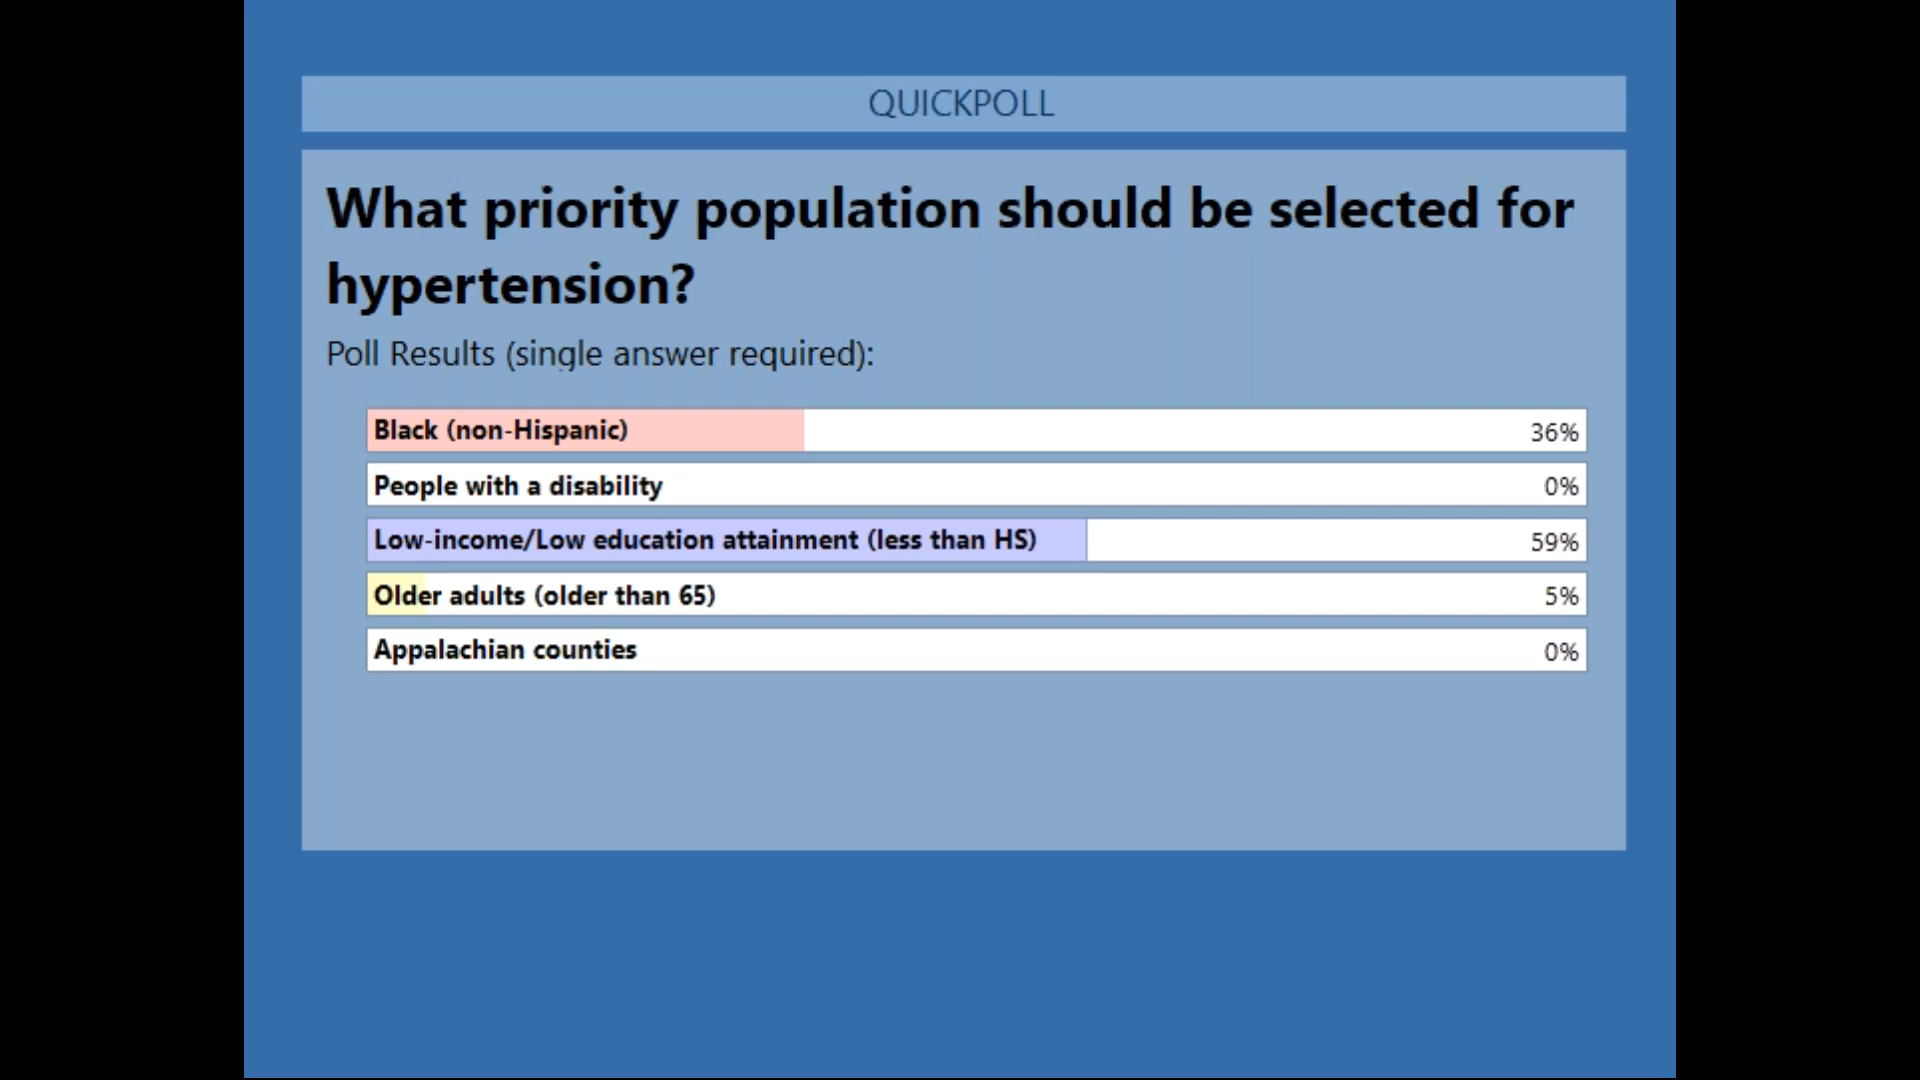 QUICKPOLL
What priority population should be selected for
hypertension?
Poll Results (single answer required):
Black (non-Hispanic) 36%
People with a disability 0%
Low-income/Low education attainment (less than HS) 59%
Older adults (older than 65) 5%
Appalachian counties 0%